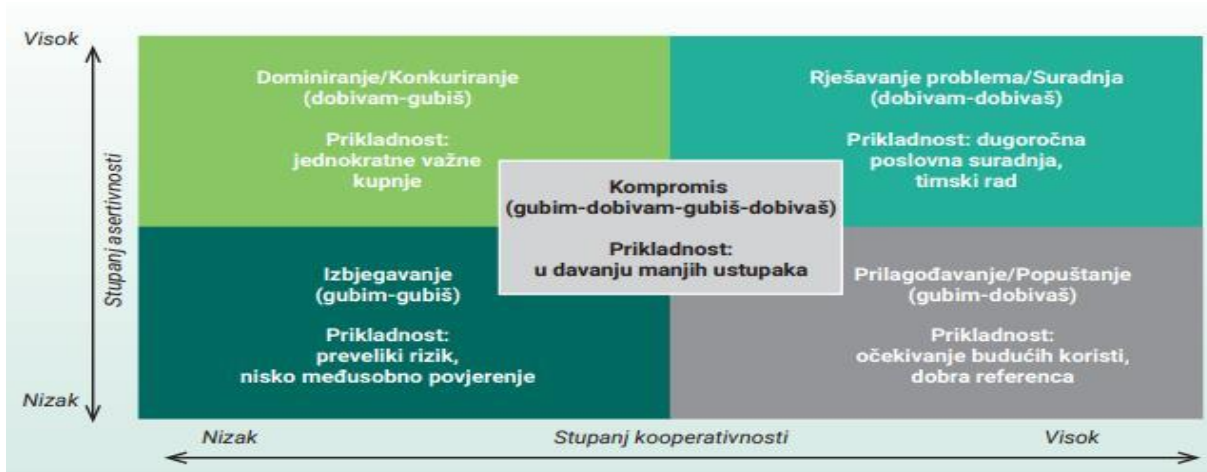 Visok
Stupanj asertivnosti
Nizak
Dominiranje/Konkuriranje
(dobivam-gubiš)
Prikladnost:
jednokratne važne
kupnje
Rješavanje problema/Suradnja
(dobivam-dobivaš)
Prikladnost: dugoročna
poslovna suradnja,
timski rad
Kompromis
(gubim-dobivam-gubiš-dobivaš)
Prikladnost:
u davanju manjih ustupaka
Izbjegavanje
(gubim-gubiš)
Prikladnost:
preveliki rizik,
nisko međusobno povjerenje
Prilagođavanje/Popuštanje
(gubim-dobivaš)
Prikladnost:
očekivanje budućih koristi,
dobra referenca
Nizak
Stupanj kooperativnosti
Visok